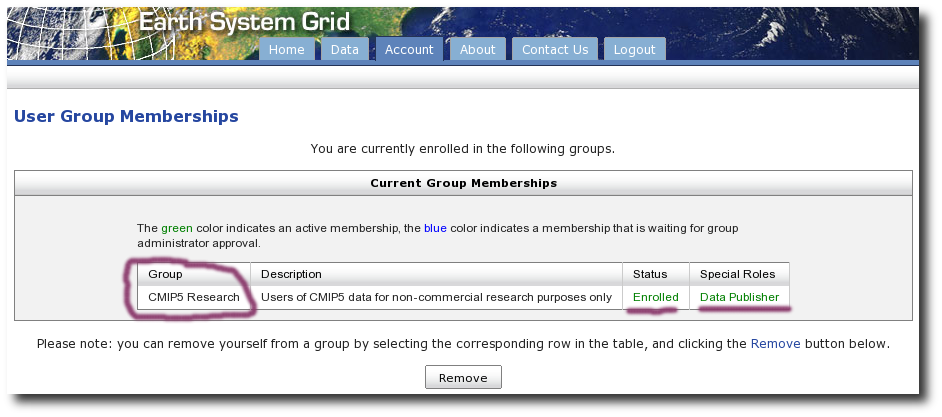 Earth System Grid
Home Data Account About Contact Us Logout
User Group Memberships
You are currently enrolled in the following groups.
Current Group Memberships
The green color indicates an active membership, the blue color indicates a membership that is waiting for group
administrator approval.
Group Description Status Special Roles
CMIP5 Research Users of CMIP5 data for non-commercial research purposes only Enrolled Data Publisher
Please note: you can remove yourself from a group by selecting the corresponding row in the table, and clicking the Remove button below.
Remove